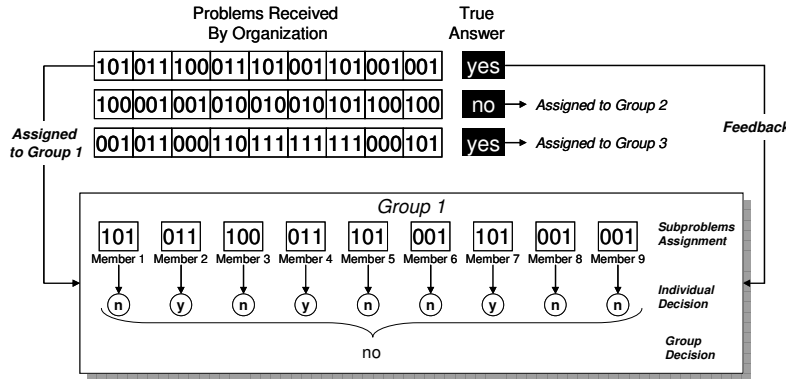 Problems Received
By Organization
True
Answer
101 011 100 011 101 001 101 001 001 yes
100 001 001 010 010 010 101 100 100 no Assigned to Group 2
001 011 000 110 111 111 111 000 101 yes Assigned to Group 3
Assigned
to Group 1
Feedback
Group 1
101 011 100 011 101 001 101 001 001
Subproblems
Assignment
Member 1 Member 2 Member 3 Member 4 Member 5 Member 6 Member 7 Member 8 Member 9
n y n y n n y n n
Individual
Decision
no
Group
Decision